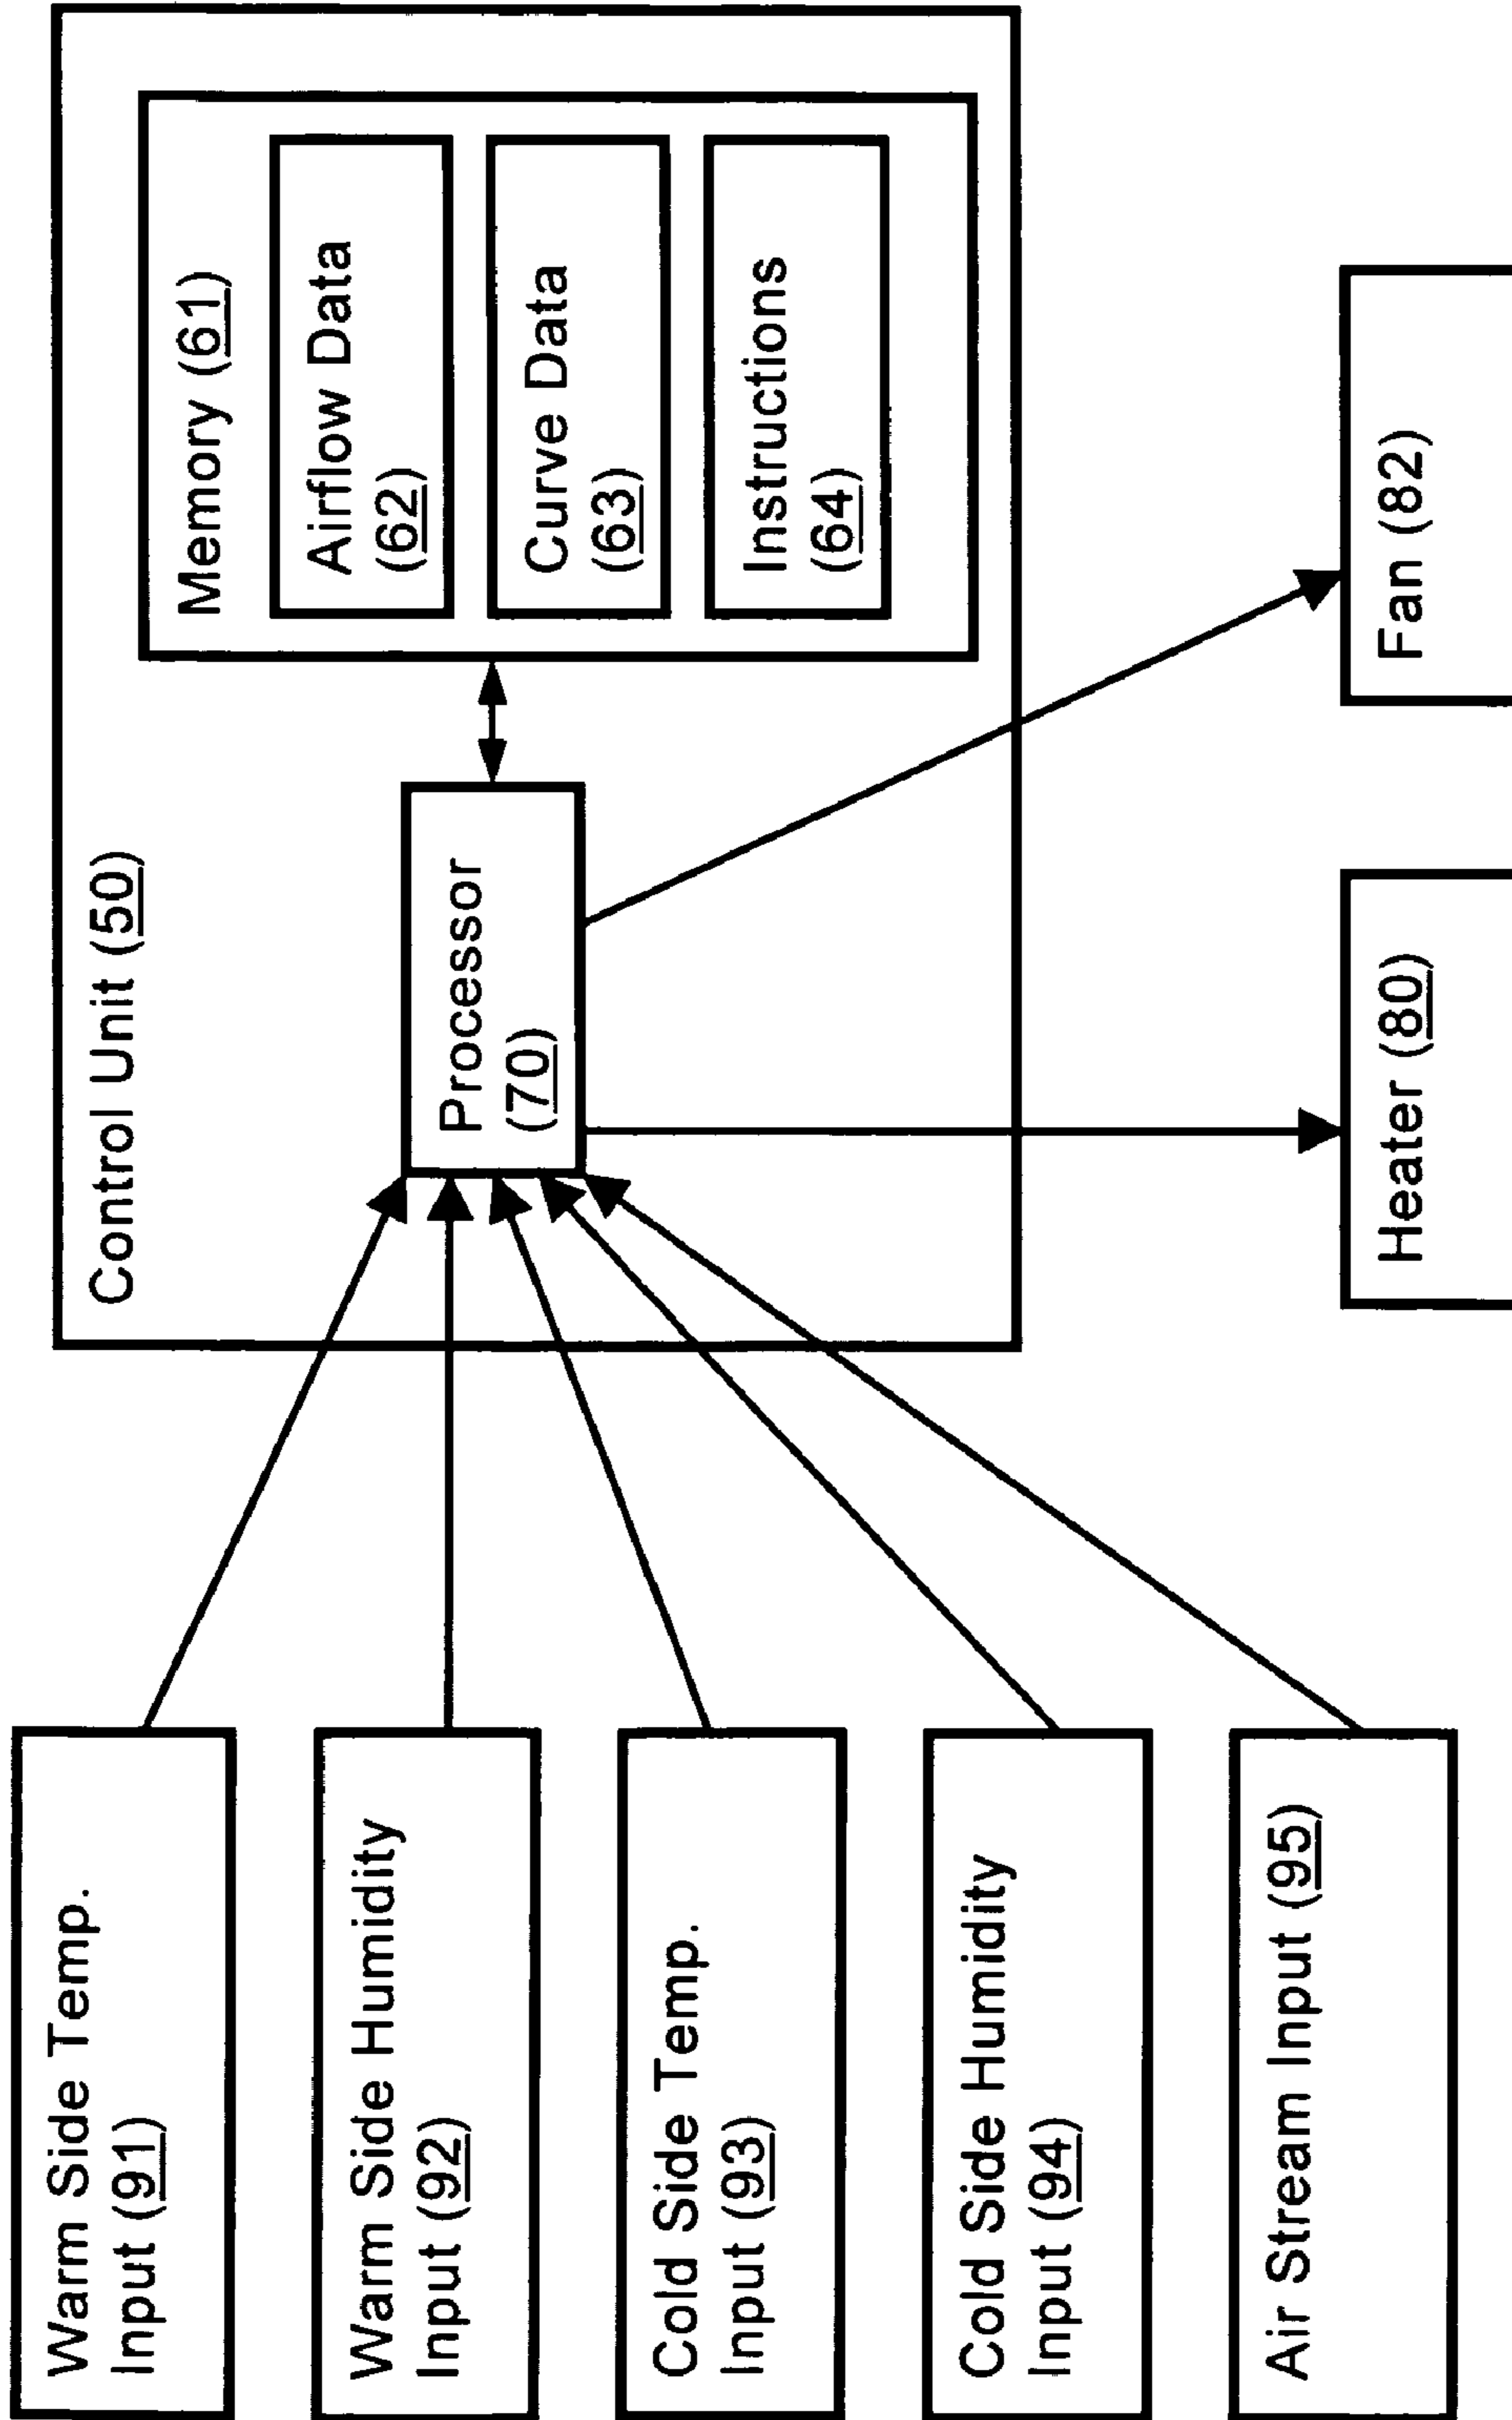 Warm Side Temp.
Input (91)
Warm Side Humidity
Input (92)
Cold Side Temp.
Input (93)
Cold Side Humidity
Input (94)
Air Stream Input (95)
Control Unit (50)
Processor
(70)
Memory (61)
Airflow Data
(62)
Curve Data
(63)
Instructions
(64)
Heater (80)
Fan (82)